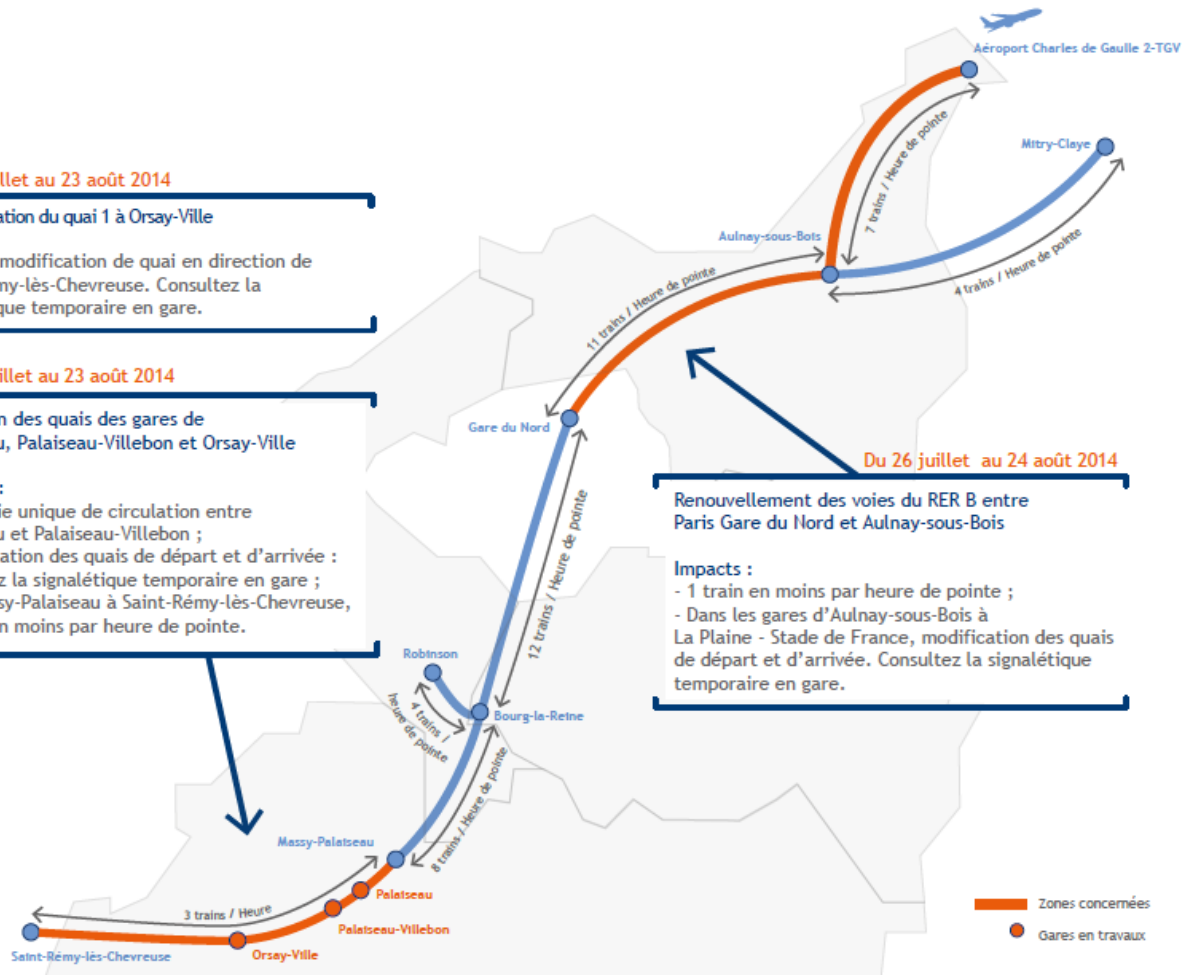 Aéroport Charles de Gaulle 2-TGV
Mitry-Claye
7 trains / Heure de pointe
4 trains / Heure de pointe
Aulnay-sous-Bois
11 trains / Heure de pointe
Gare du Nord
illet au 23 août 2014
ation du quai 1 à Orsay-Ville
modification de quai en direction de
my-lès-Chevreuse. Consultez la
que temporaire en gare.
illet au 23 août 2014
n des quais des gares de
u, Palaiseau-Villebon et Orsay-Ville
:
ie unique de circulation entre
u et Palaiseau-Villebon ;
ation des quais de départ et d'arrivée :
z la signalétique temporaire en gare ;
sy-Palaiseau à Saint-Rémy-lès-Chevreuse,
n moins par heure de pointe.
Du 26 juillet au 24 août 2014
Renouvellement des voies du RER B entre
Paris Gare du Nord et Aulnay-sous-Bois
Impacts :
- 1 train en moins par heure de pointe ;
- Dans les gares d'Aulnay-sous-Bois à
La Plaine - Stade de France, modification des quais
de départ et d'arrivée. Consultez la signalétique
temporaire en gare.
12 trains / Heure de pointe
Robinson
4 trains /
heure de pointe
Bourg-la-Reine
8 trains / Heure de pointe
Massy-Palaiseau
Palaiseau
Palaiseau-Villebon
3 trains / Heure
Orsay-Ville
Saint-Rémy-lès-Chevreuse
Zones concernées
Gares en travaux